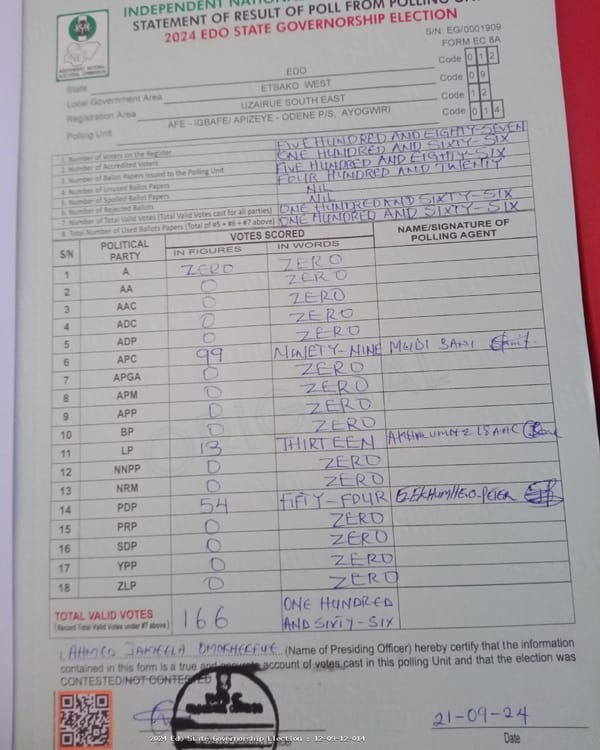 INDEPENDENT NATIONAL
STATEMENT OF RESULT OF POLL FROM POLLING
2024 EDO STATE GOVERNORSHIP ELECTION
S/N: EG/0001909
FORM EC 8A
INDEPENDENT NATIONAL ELECTORAL COMMISSION
State EDO Code 0 1 2
Local Government Area ETSAKO WEST Code 0 9
Registration Area UZAIRUE SOUTH EAST Code 1 2
Polling Unit AFE - IGBAFE/ APIZEYE - ODENE P/S, AYOGWIRI Code 0 1 4
1. Number of Voters on the Register FIVE HUNDRED AND EIGHTY-SEVEN
2. Number of Accredited Voters ONE HUNDRED AND SIXTY-SIX
3. Number of Ballot Papers Issued to the Polling Unit FIVE HUNDRED AND EIGHTY-SIX
4. Number of Unused Ballot Papers FOUR HUNDRED AND TWENTY
5. Number of Spoiled Ballot Papers NIL
6. Number of Rejected Ballots NIL
7. Number of Total Valid Votes (Total Valid Votes cast for all parties) ONE HUNDRED AND SIXTY-SIX
8. Total Number of Used Ballots Papers (Total of #5 + #6 + #7 above) ONE HUNDRED AND SIXTY-SIX
S/N POLITICAL PARTY VOTES SCORED NAME/SIGNATURE OF POLLING AGENT
IN FIGURES IN WORDS
1 A ZERO ZERO
2 AA 0 ZERO
3 AAC 0 ZERO
4 ADC 0 ZERO
5 ADP 0 ZERO
6 APC 99 NINETY-NINE MUDI SANI
7 APGA 0 ZERO
8 APM 0 ZERO
9 APP 0 ZERO
10 BP 0 ZERO
11 LP 13 THIRTEEN ISAAC
12 NNPP 0 ZERO
13 NRM 0 ZERO
14 PDP 54 FIFTY-FOUR PETER
15 PRP 0 ZERO
16 SDP 0 ZERO
17 YPP 0 ZERO
18 ZLP 0 ZERO
TOTAL VALID VOTES 166 ONE HUNDRED
(Record Total Valid Votes under #7 above) AND SIXTY-SIX
I, AHMED JAMEELA (Name of Presiding Officer) hereby certify that the information
contained in this form is a true and accurate account of votes cast in this polling Unit and that the election was
CONTESTED/NOT CONTESTED
21-09-24
Date
2024 Edo State Governorship Election : 12-09-12-014